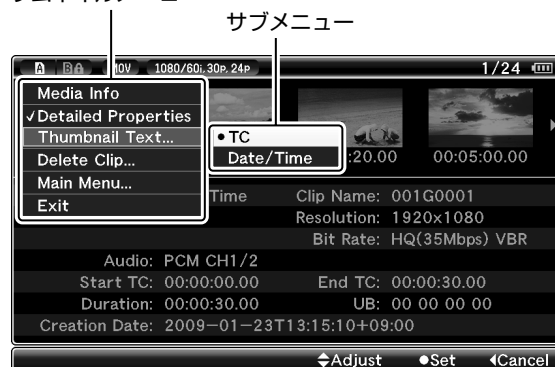 サブメニュー
A B MOV 1080/60i, 30P, 24P 1/24
Media Info
✓Detailed Properties
Thumbnail Text...
Delete Clip...
Main Menu...
Exit
●TC
Date/Time
:20.00 00:05:00.00
Time Clip Name: 001G0001
Resolution: 1920x1080
Bit Rate: HQ(35Mbps) VBR
Audio: PCM CH1/2
Start TC: 00:00:00.00 End TC: 00:00:30.00
Duration: 00:00:30.00 UB: 00 00 00 00
Creation Date: 2009-01-23T13:15:10+09:00
Adjust ●Set Cancel